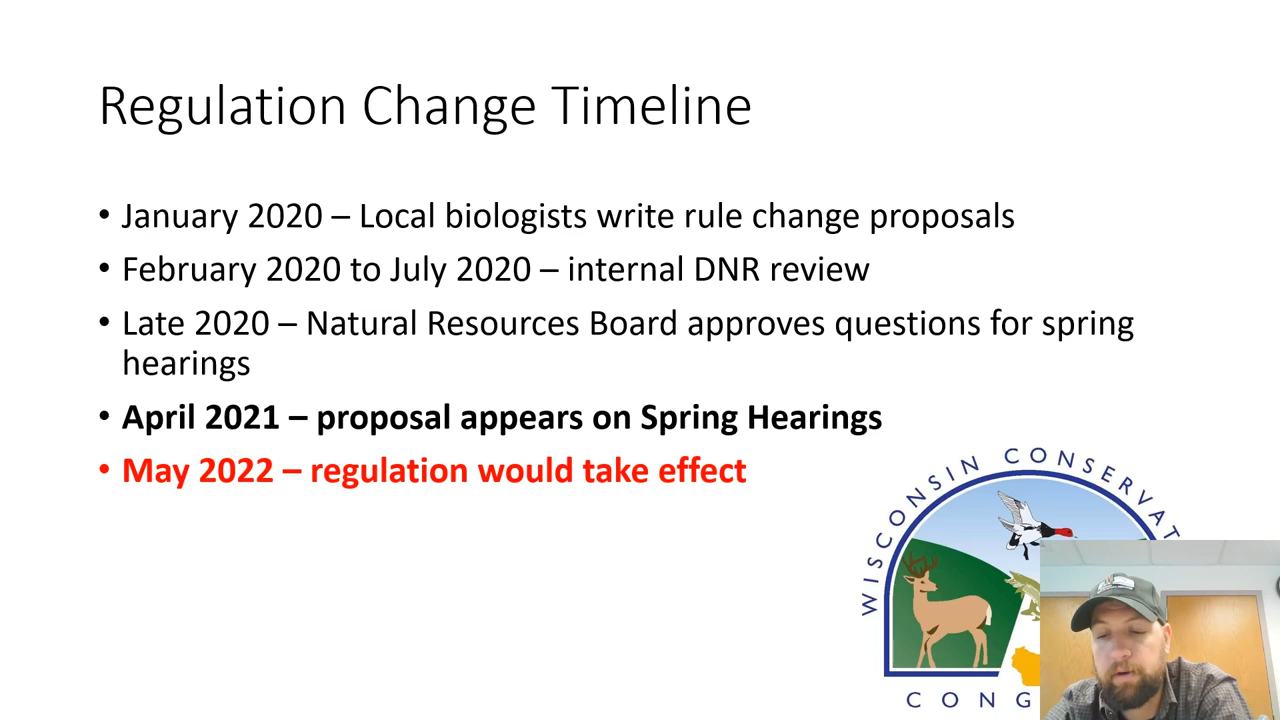 Regulation Change Timeline
• January 2020 – Local biologists write rule change proposals
• February 2020 to July 2020 – internal DNR review
• Late 2020 – Natural Resources Board approves questions for spring
hearings
• April 2021 – proposal appears on Spring Hearings
• May 2022 – regulation would take effect
WISCONSIN CONSERVAT
CONG